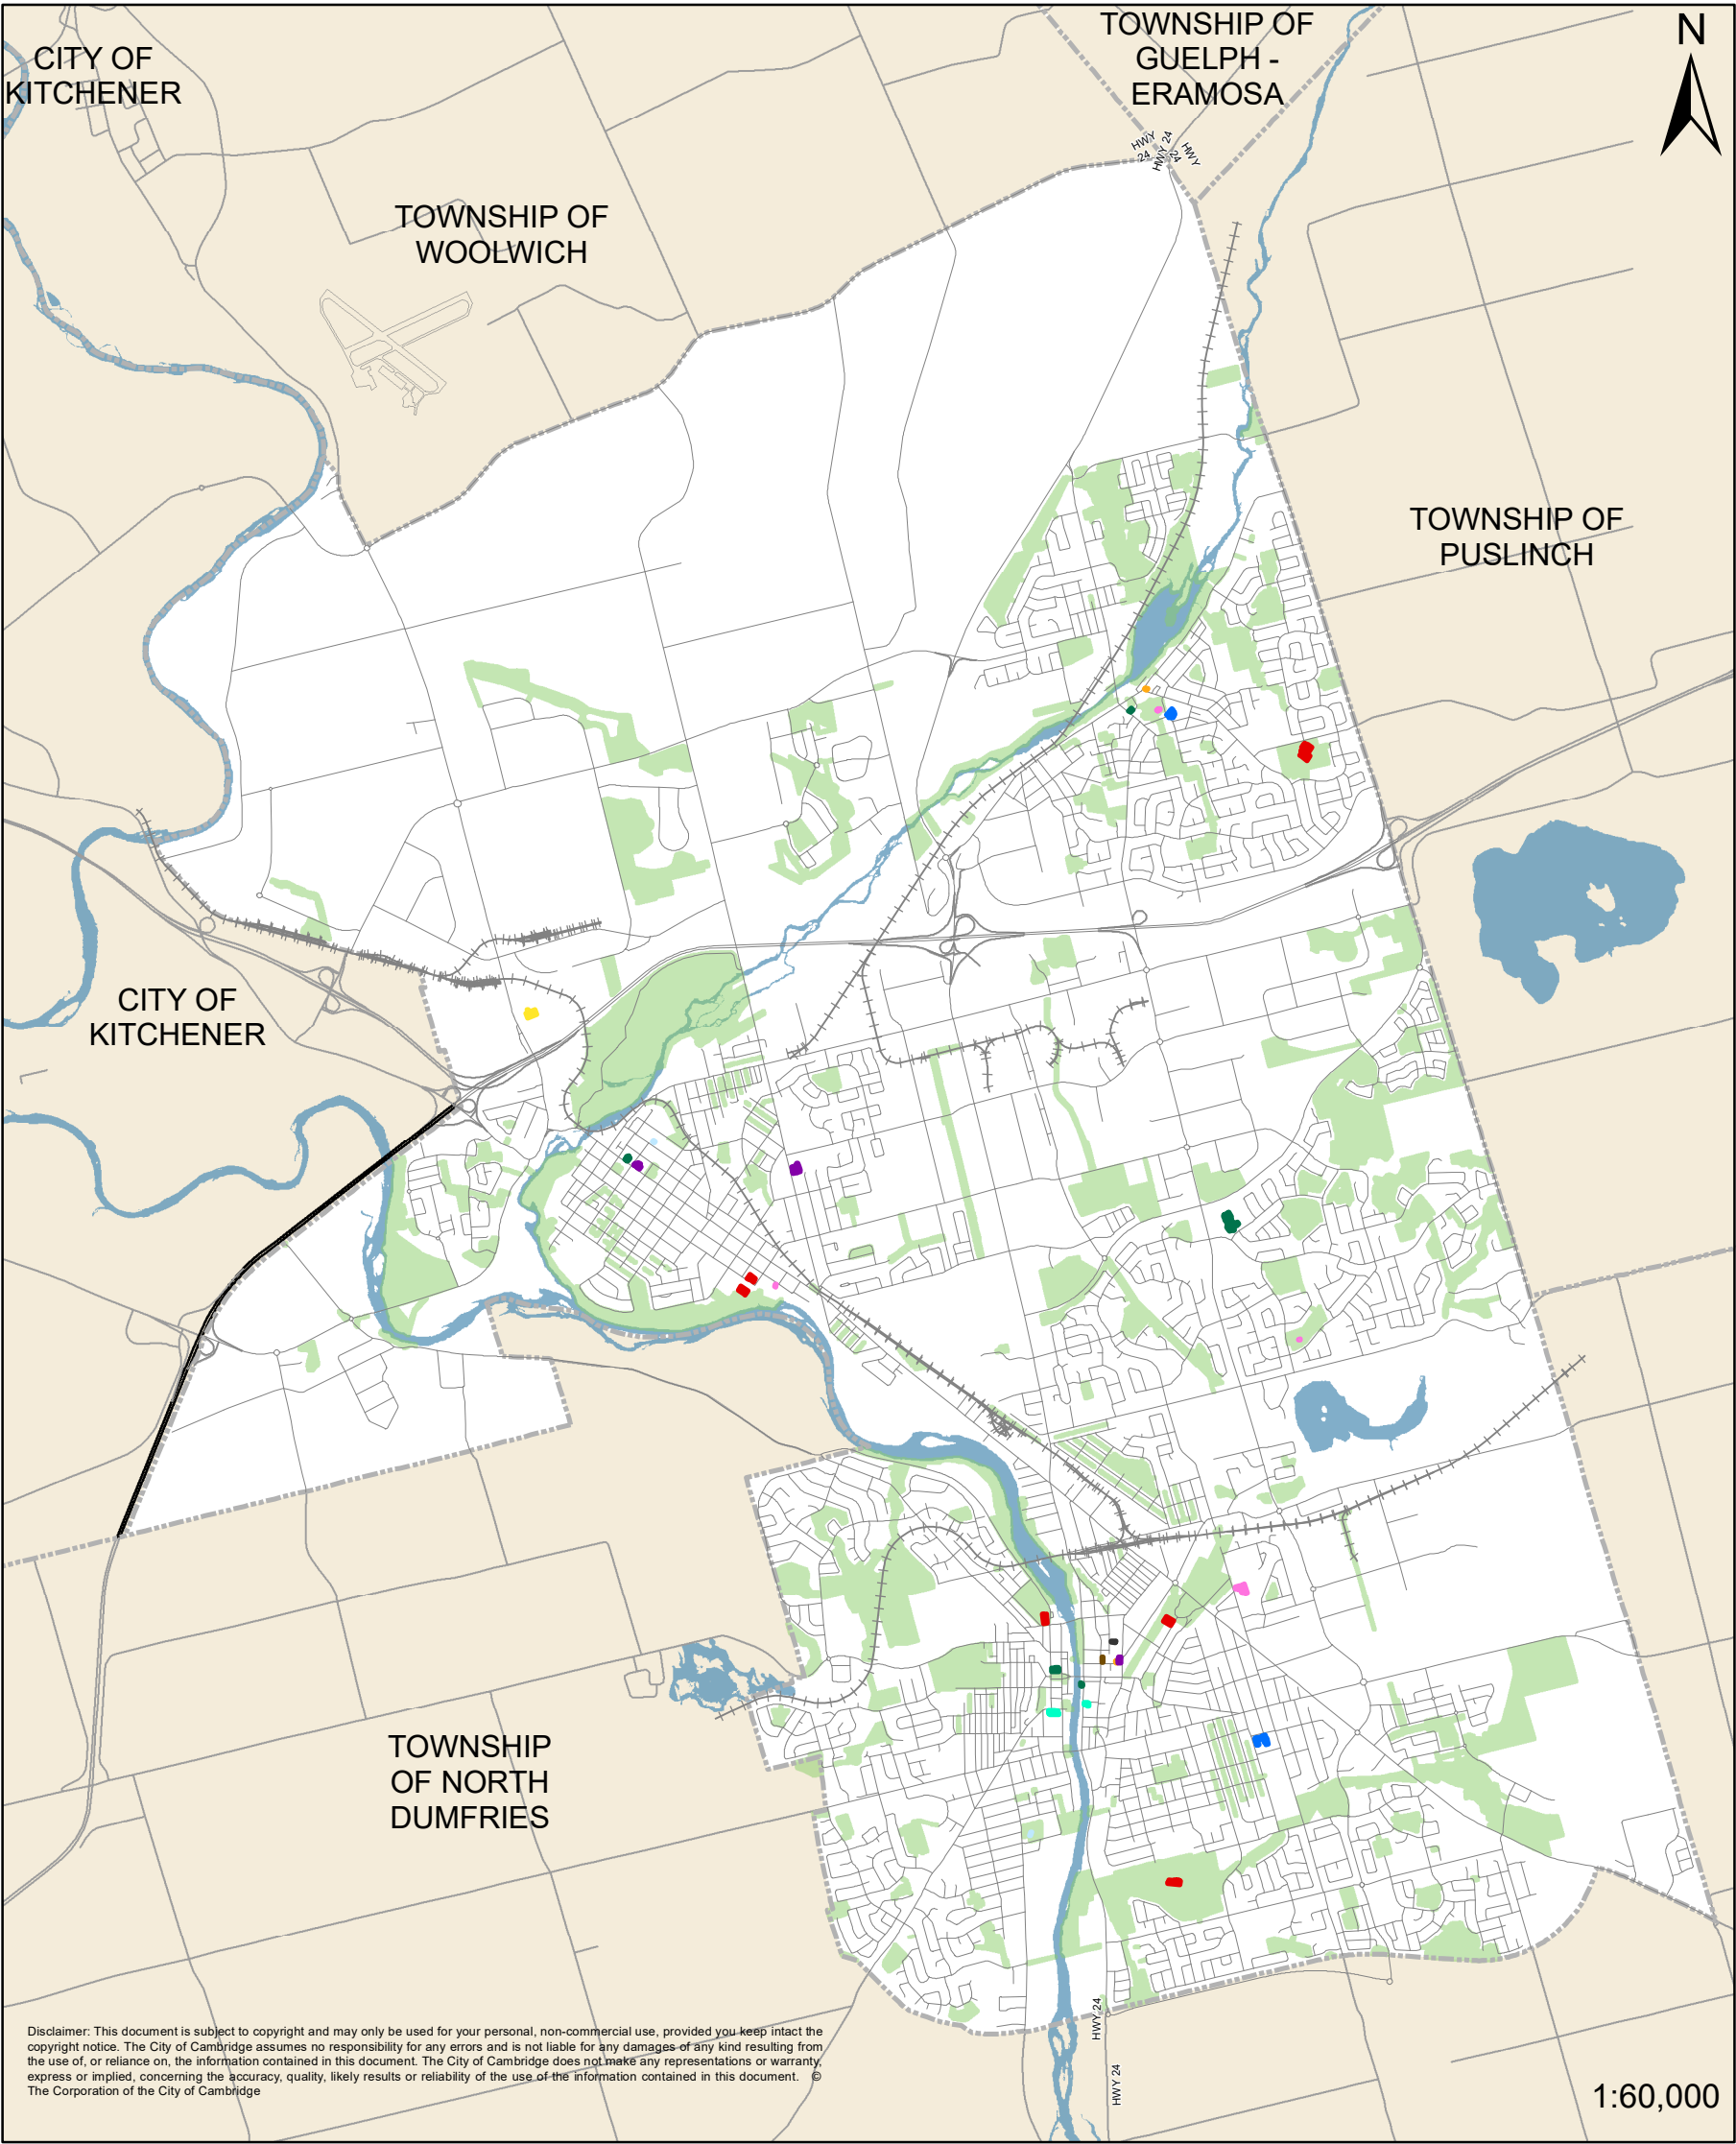 TOWNSHIP OF
GUELPH -
ERAMOSA
N
CITY OF
KITCHENER
HWY
24
HWY 24
HWY
24
TOWNSHIP OF
WOOLWICH
TOWNSHIP OF
PUSLINCH
CITY OF
KITCHENER
TOWNSHIP
OF NORTH
DUMFRIES
HWY 24
HWY 24
Disclaimer: This document is subject to copyright and may only be used for your personal, non-commercial use, provided you keep intact the
copyright notice. The City of Cambridge assumes no responsibility for any errors and is not liable for any damages of any kind resulting from
the use of, or reliance on, the information contained in this document. The City of Cambridge does not make any representations or warranty,
express or implied, concerning the accuracy, quality, likely results or reliability of the use of the information contained in this document. ©
The Corporation of the City of Cambridge
1:60,000